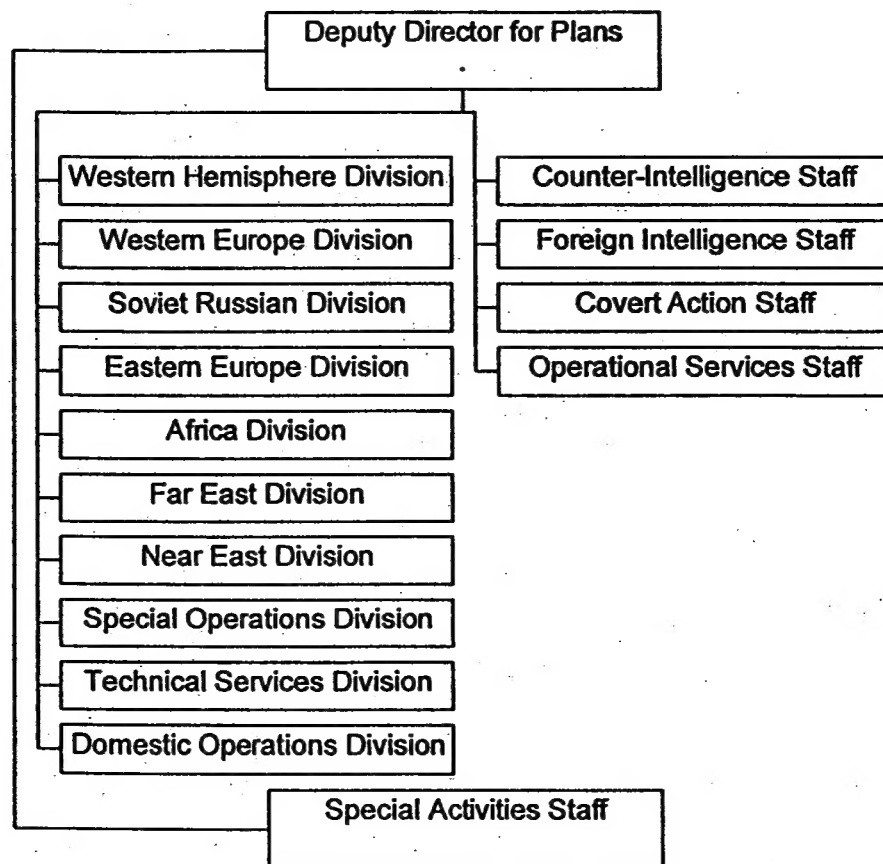 Deputy Director for Plans
Western Hemisphere Division
Western Europe Division
Soviet Russian Division
Eastern Europe Division
Africa Division
Far East Division
Near East Division
Special Operations Division
Technical Services Division
Domestic Operations Division
Counter-Intelligence Staff
Foreign Intelligence Staff
Covert Action Staff
Operational Services Staff
Special Activities Staff